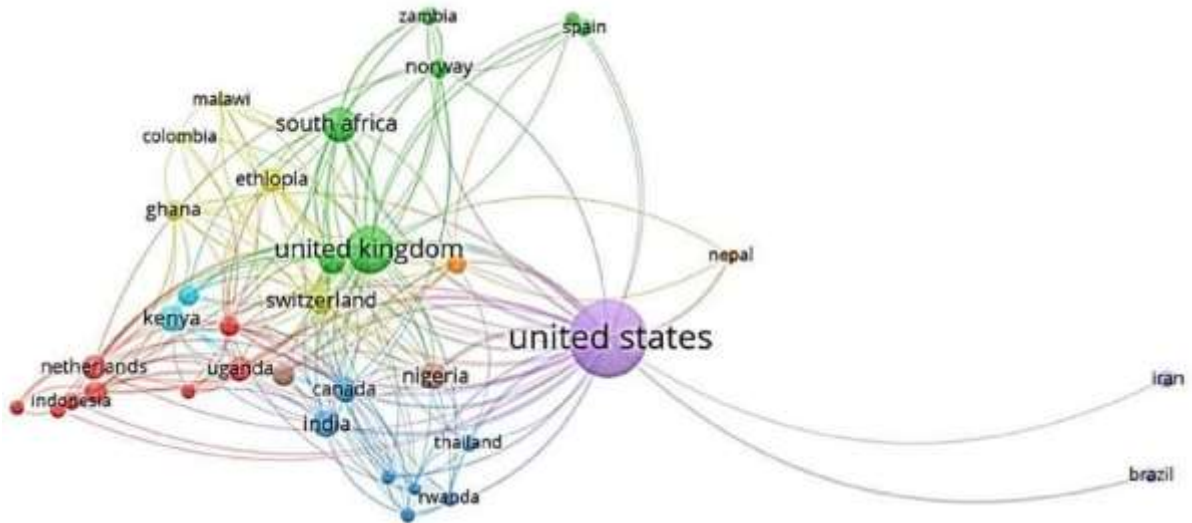 zambia
spain
norway
malawi
south africa
colombia
ethiopia
ghana
united kingdom
nepal
switzerland
kenya
united states
netherlands
uganda
nigeria
iran
canada
indonesia
india
thailand
brazil
rwanda